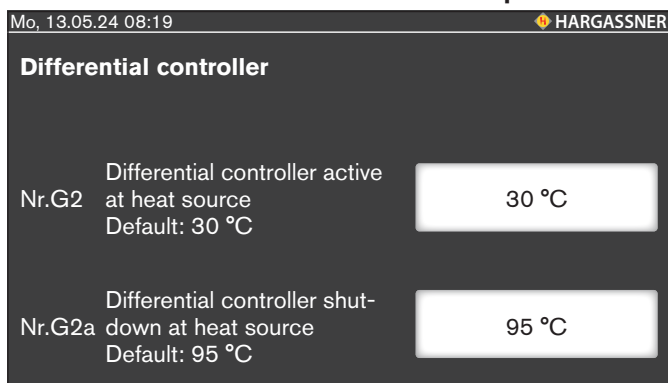 Mo, 13.05.24 08:19 HARGASSNER
Differential controller
Differential controller active
Nr.G2 at heat source 30 °C
Default: 30 °C
Differential controller shut-
Nr.G2a down at heat source 95 °C
Default: 95 °C